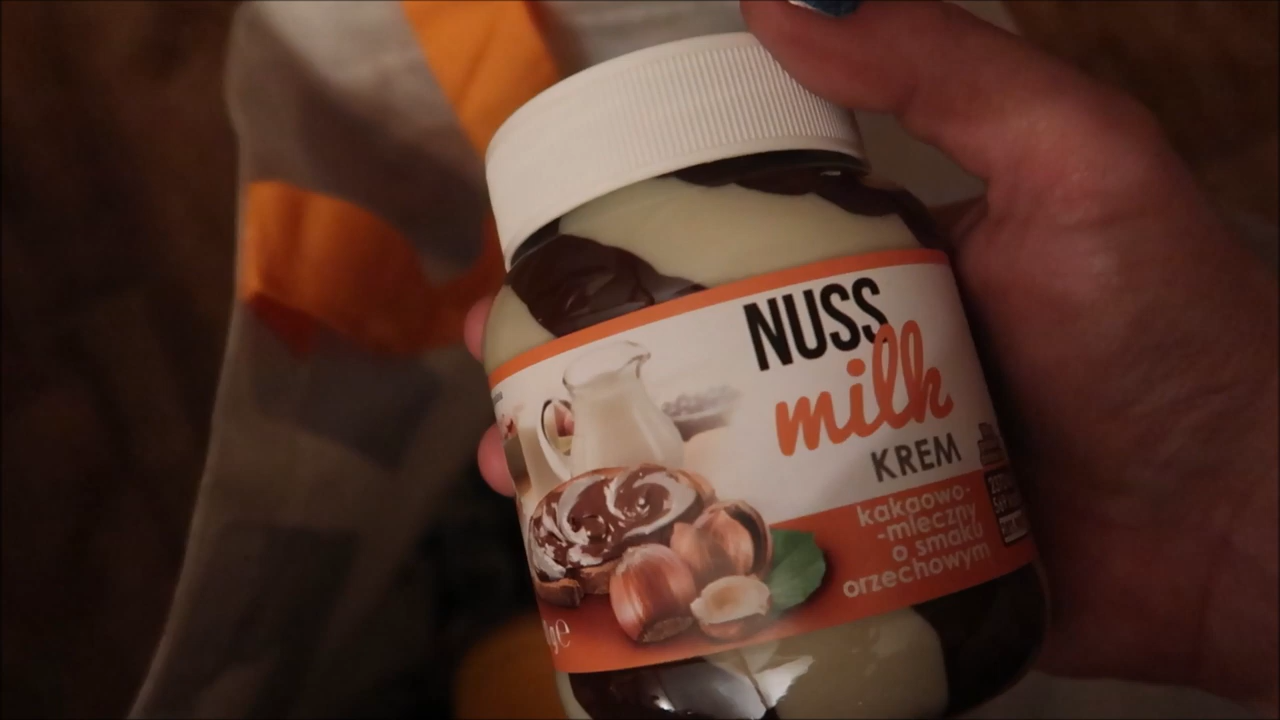 NUSS
milk
KREM
kakaowo-
-mleczny
o smaku
orzechowym